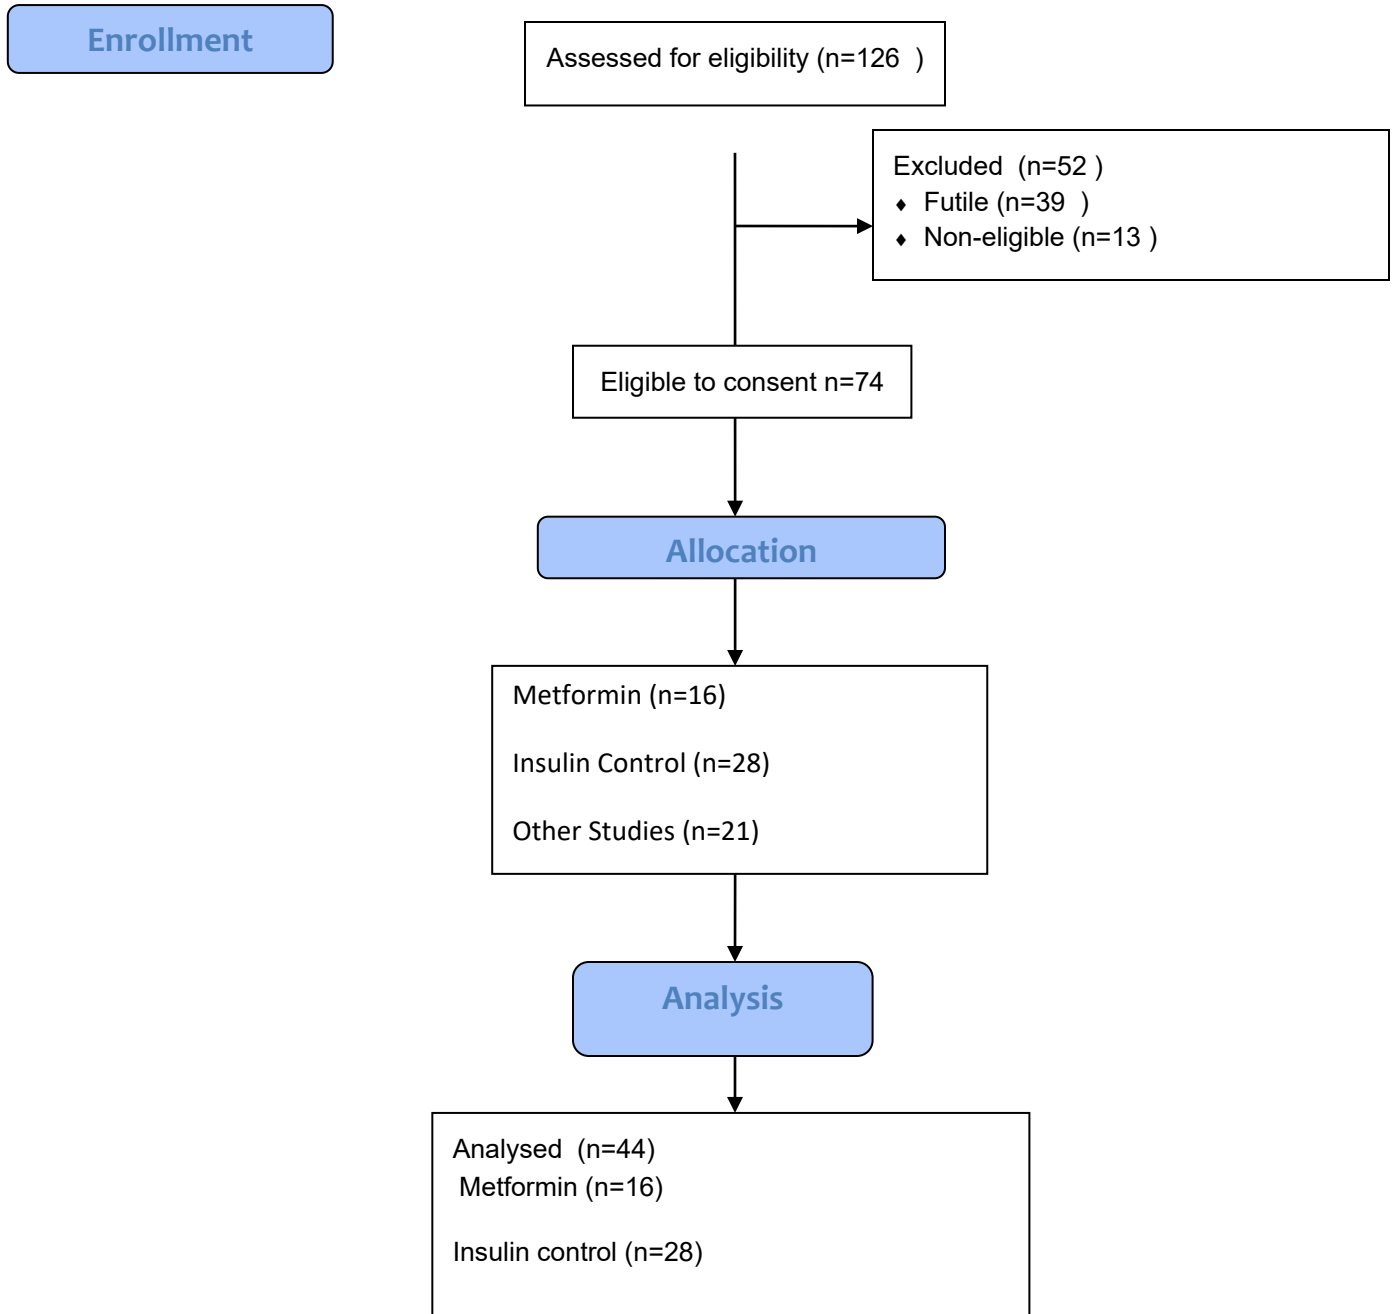 Enrollment
Assessed for eligibility (n=126 )
Excluded (n=52 )
♦ Futile (n=39 )
♦ Non-eligible (n=13 )
Eligible to consent n=74
Allocation
Metformin (n=16)
Insulin Control (n=28)
Other Studies (n=21)
Analysis
Analysed (n=44)
Metformin (n=16)
Insulin control (n=28)